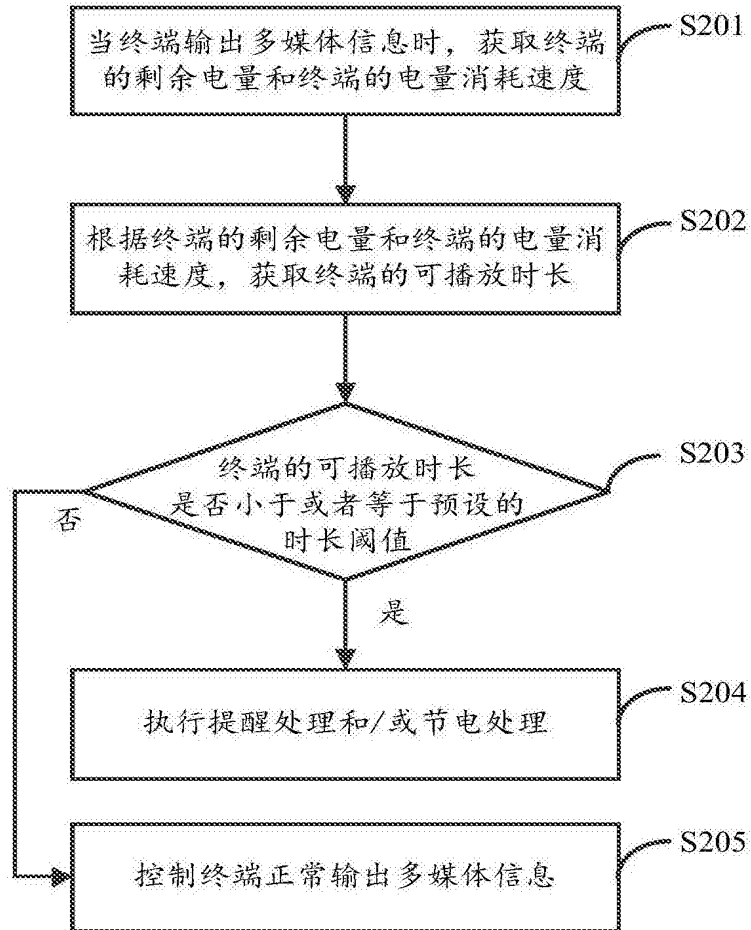 当终端输出多媒体信息时，获取终端
的剩余电量和终端的电量消耗速度
S201
根据终端的剩余电量和终端的电量消
耗速度，获取终端的可播放时长
S202
终端的可播放时长
是否小于或者等于预设的
时长阈值
S203
否
是
执行提醒处理和/或节电处理
S204
控制终端正常输出多媒体信息
S205